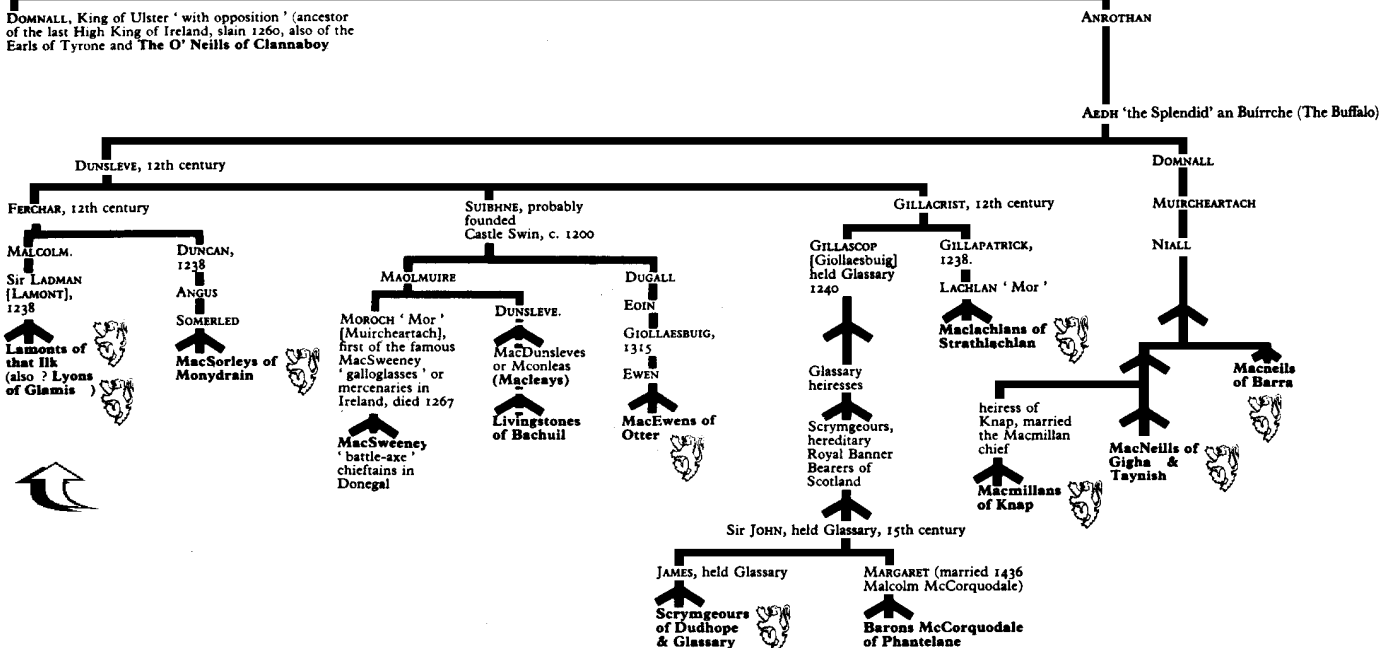 DOMNALL, King of Ulster ' with opposition ' (ancestor
of the last High King of Ireland, slain 1260, also of the
Earls of Tyrone and The O' Neills of Clannaboy
ANROTHAN
AEDH 'the Splendid' an Buírrche (The Buffalo)
DUNSLEVE, 12th century
DOMNALL
MUIRCHEARTACH
NIALL
FERCHAR, 12th century
SUIBHNE, probably
founded
Castle Swin, c. 1200
GILLACRIST, 12th century
MALCOLM.
Sir LADMAN
[LAMONT],
1238
Lamonts of
that Ilk
(also ? Lyons
of Glamis )
DUNCAN,
1238
ANGUS
SOMERLED
MacSorleys of
Monydrain
MAOLMUIRE
MOROCH ' Mor '
[Muircheartach],
first of the famous
MacSweeney
' galloglasses ' or
mercenaries in
Ireland, died 1267
MacSweeney
' battle-axe '
chieftains in
Donegal
DUNSLEVE.
MacDunsleves
or Mconleas
(Macleays)
Livingstones
of Bachuil
DUGALL
EOIN
GIOLLAESBUIG,
1315
EWEN
MacEwens of
Otter
GILLASCOP
[Giollaesbuig]
held Glassary
1240
Glassary
heiresses
Scrymgeours,
hereditary
Royal Banner
Bearers of
Scotland
GILLAPATRICK,
1238.
LACHLAN ' Mor '
Maclachlans of
Strathlachlan
heiress of
Knap, married
the Macmillan
chief
Macmillans
of Knap
MacNeills of
Gigha &
Taynish
Macneils
of Barra
Sir JOHN, held Glassary, 15th century
JAMES, held Glassary
Scrymgeours
of Dudhope
& Glassary
MARGARET (married 1436
Malcolm McCorquodale)
Barons McCorquodale
of Phantelane